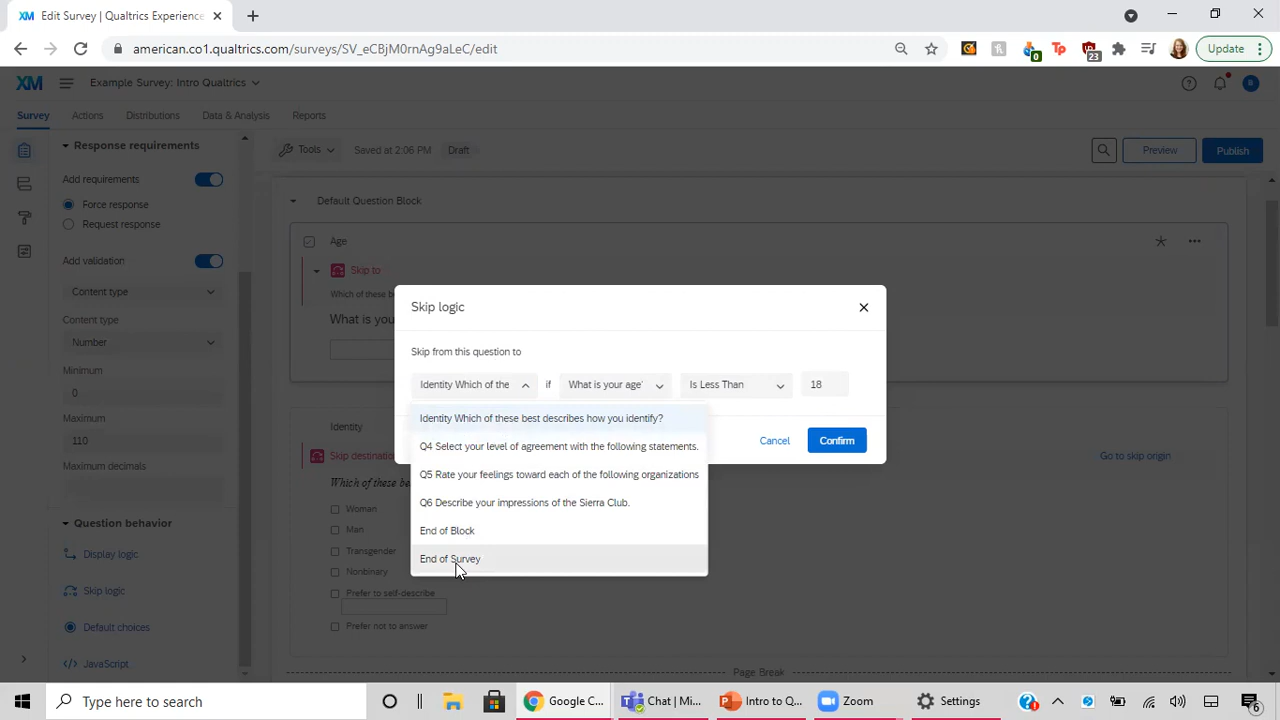 XM Edit Survey | Qualtrics Experience
american.co1.qualtrics.com/surveys/SV_eCBjM0rnAg9aLeC/edit
23
0
Update
XM
Example Survey: Intro Qualtrics
B
Survey
Actions
Distributions
Data & Analysis
Reports
Response requirements
Add requirements
Force response
Request response
Add validation
Content type
Content type
Number
Minimum
0
Maximum
110
Maximum decimals
Question behavior
Display logic
Skip logic
Default choices
JavaScript
Tools
Saved at 2:06 PM
Draft
Preview
Publish
Default Question Block
Age
Skip to
Which of these be
What is you
Skip logic
Skip from this question to
Identity Which of the
if
What is your age
Is Less Than
18
Identity Which of these best describes how you identify?
Q4 Select your level of agreement with the following statements.
Q5 Rate your feelings toward each of the following organizations
Q6 Describe your impressions of the Sierra Club.
End of Block
End of Survey
Cancel
Confirm
Identity
Skip destina
Go to skip origin
Which of these
Woman
Man
Transgender
Nonbinary
Prefer to self-describe
Prefer not to answer
Page Break
Type here to search
Google C...
Chat | Mi...
Intro to Q...
Zoom
Settings
6